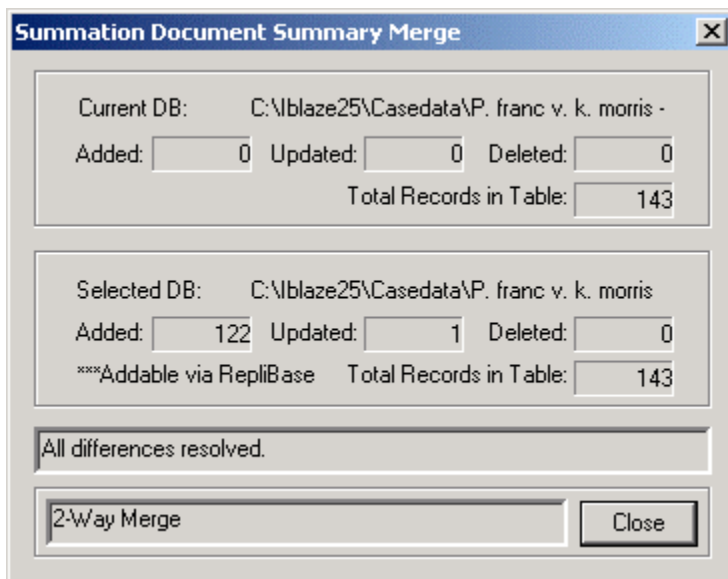 Summation Document Summary Merge
Current DB: C:\Iblaze25\Casedata\P. franc v. k. morris -
Added: 0 Updated: 0 Deleted: 0
Total Records in Table: 143
Selected DB: C:\Iblaze25\Casedata\P. franc v. k. morris
Added: 122 Updated: 1 Deleted: 0
***Addable via RepliBase Total Records in Table: 143
All differences resolved.
2-Way Merge Close